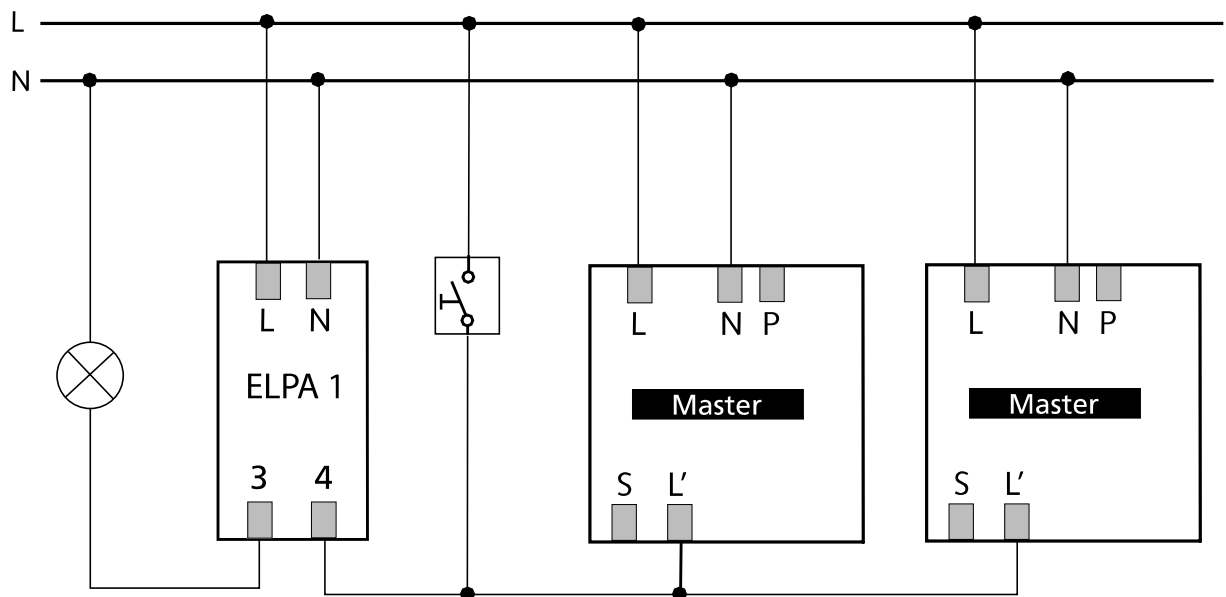 L
N
L N
ELPA 1
3 4
L N P
Master
S L’
L N P
Master
S L’